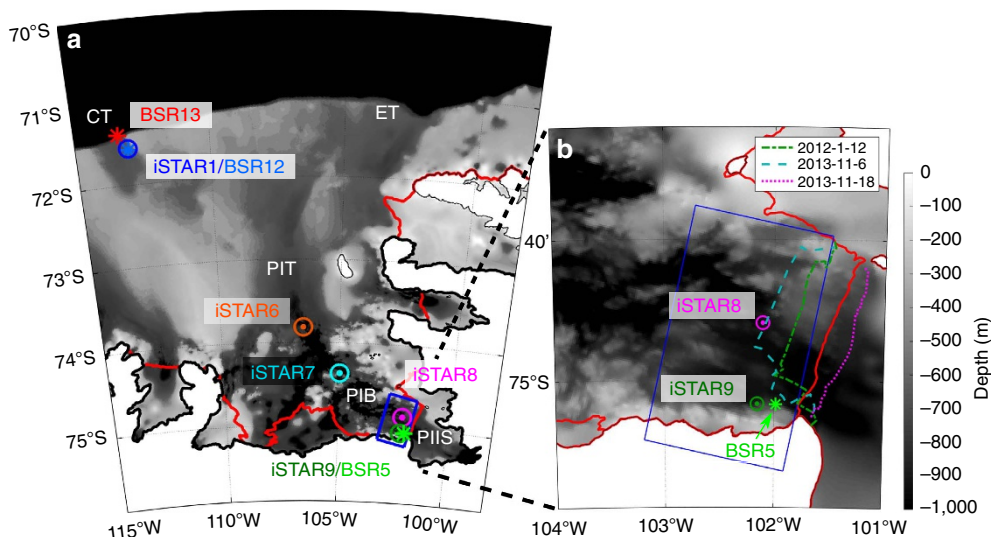 70°S
a
71°S
CT
BSR13
ET
iSTAR1/BSR12
72°S
73°S
PIT
iSTAR6
74°S
iSTAR7
iSTAR8
PIB
75°S
PIIS
iSTAR9/BSR5
115°W
110°W
105°W
100°W
b
2012-1-12
2013-11-6
2013-11-18
40′
iSTAR8
75°S
iSTAR9
BSR5
104°W
103°W
102°W
101°W
0
−100
−200
−300
−400
−500
−600
−700
−800
−900
−1,000
Depth (m)